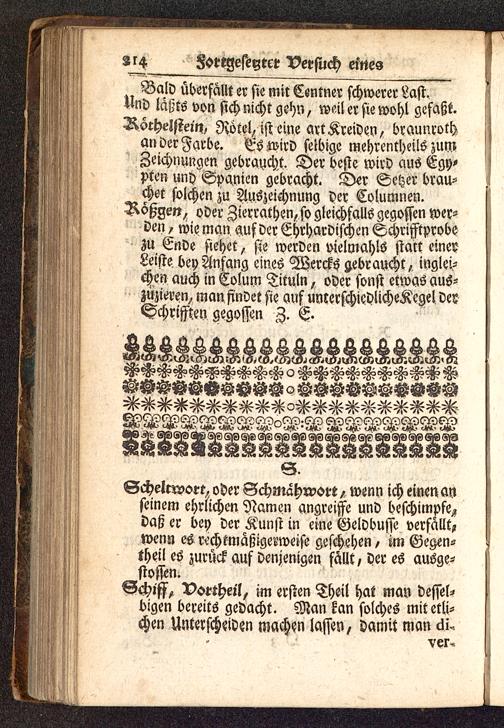 214 Fortgesetzter Versuch eines
Bald überfällt er sie mit Centner schwerer Last.
Und läßts von sich nicht gehn, weil er sie wohl gefaßt.
Röthelstein, Rötel, ist eine art Kreiden, braunroth
an der Farbe. Es wird selbige mehrentheils zum
Zeichnungen gebraucht. Der beste wird aus Egy-
pten und Spanien gebracht. Der Setzer brau-
chet solchen zu Auszeichnung der Columnen.
Rößgen, oder Zierrathen, so gleichfalls gegossen wer-
den, wie man auf der Ehrhardischen Schrifftprobe
zu Ende siehet, sie werden vielmahls statt einer
Leiste bey Anfang eines Wercks gebraucht, inglei-
chen auch in Colum Tituln, oder sonst etwas aus-
zuzieren, man findet sie auf unterschiedliche Kegel der
Schrifften gegossen Z. E.
S.
Scheltwort, oder Schmähwort, wenn ich einen an
seinem ehrlichen Namen angreiffe und beschimpfe,
daß er bey der Kunst in eine Geldbusse verfällt,
wenn es rechtmäßigerweise geschehen, im Gegen-
theil es zurück auf denjenigen fällt, der es ausge-
stossen.
Schiff, Vortheil, im ersten Theil hat man dessel-
bigen bereits gedacht. Man kan solches mit etli-
chen Unterscheiden machen lassen, damit man di-
ver-